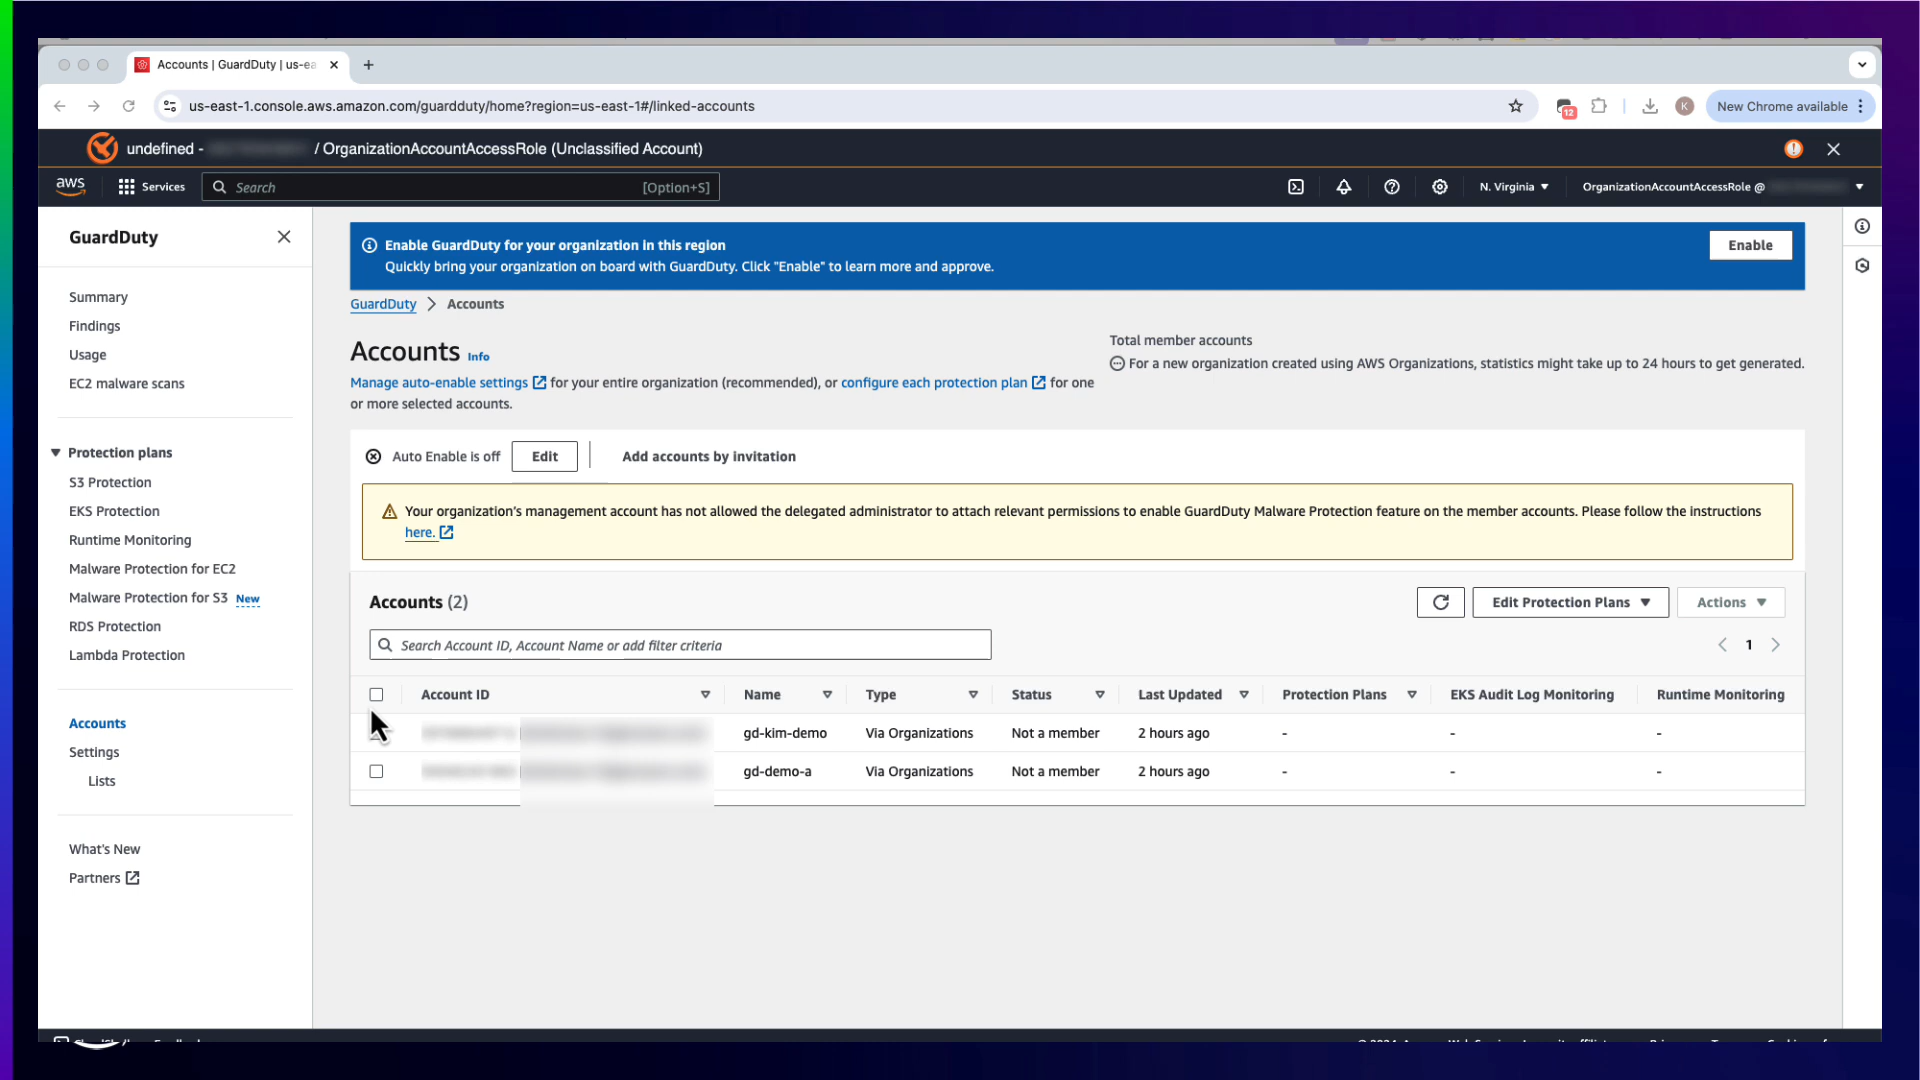 Accounts | GuardDuty | us-ea
us-east-1.console.aws.amazon.com/guardduty/home?region=us-east-1#/linked-accounts
12
K
New Chrome available
undefined - / OrganizationAccountAccessRole (Unclassified Account)
aws
Services
Search
[Option+S]
N. Virginia
OrganizationAccountAccessRole @
GuardDuty
Summary
Findings
Usage
EC2 malware scans
Protection plans
S3 Protection
EKS Protection
Runtime Monitoring
Malware Protection for EC2
Malware Protection for S3 New
RDS Protection
Lambda Protection
Accounts
Settings
Lists
What's New
Partners
Enable GuardDuty for your organization in this region
Quickly bring your organization on board with GuardDuty. Click "Enable" to learn more and approve.
Enable
GuardDuty > Accounts
Accounts Info
Manage auto-enable settings for your entire organization (recommended), or configure each protection plan for one
or more selected accounts.
Total member accounts
For a new organization created using AWS Organizations, statistics might take up to 24 hours to get generated.
Auto Enable is off
Edit
Add accounts by invitation
Your organization's management account has not allowed the delegated administrator to attach relevant permissions to enable GuardDuty Malware Protection feature on the member accounts. Please follow the instructions
here.
Accounts (2)
Edit Protection Plans
Actions
Search Account ID, Account Name or add filter criteria
1
Account ID Name Type Status Last Updated Protection Plans EKS Audit Log Monitoring Runtime Monitoring
gd-kim-demo Via Organizations Not a member 2 hours ago - - -
gd-demo-a Via Organizations Not a member 2 hours ago - - -